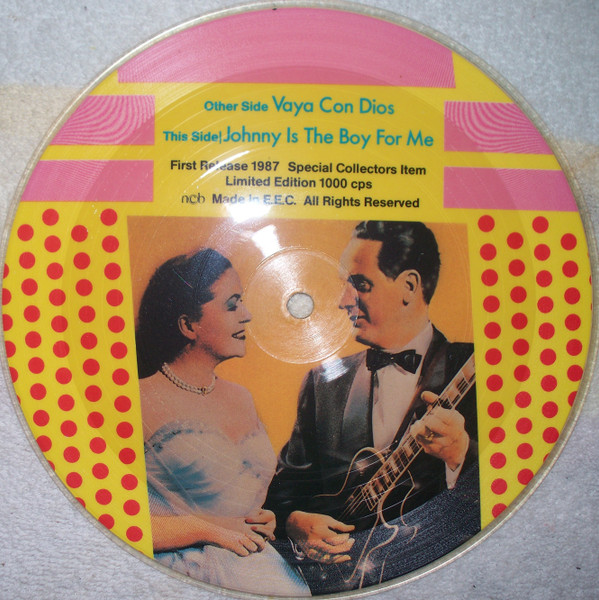 Other Side Vaya Con Dios
This Side| Johnny Is The Boy For Me
First Release 1987 Special Collectors Item
Limited Edition 1000 cps
ncb Made In E.E.C. All Rights Reserved